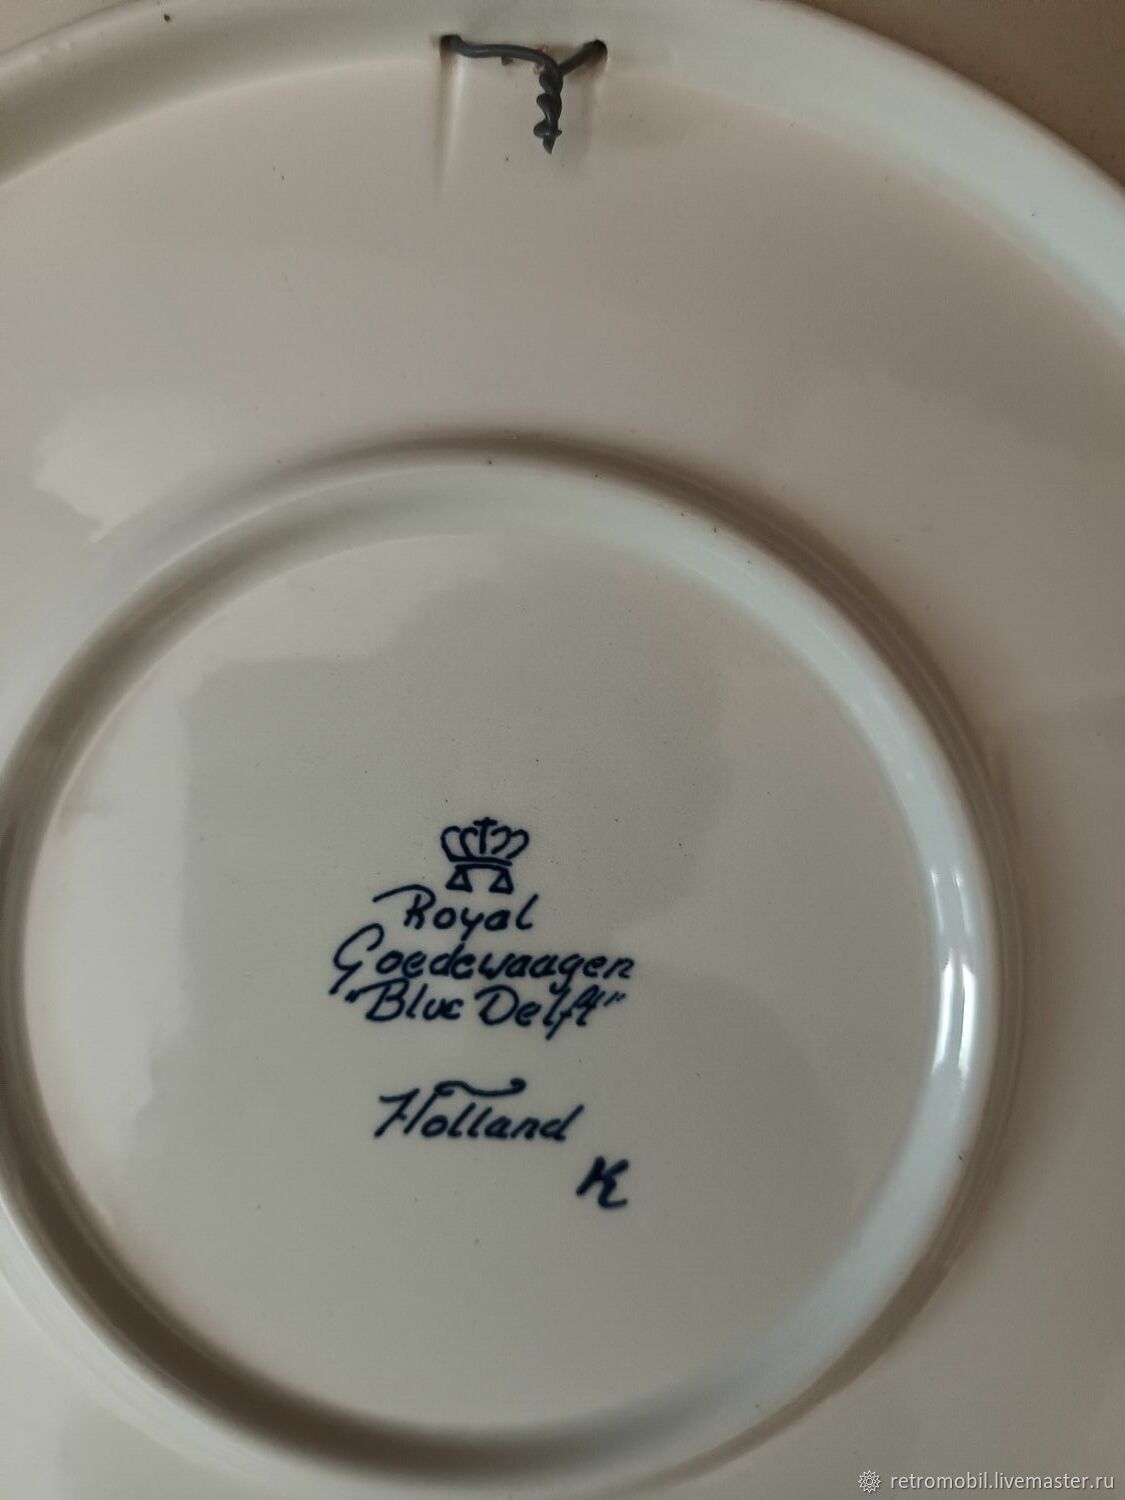 Royal
Goedewaagen
"Blue Delft"
Holland
K
retromobil.livemaster.ru